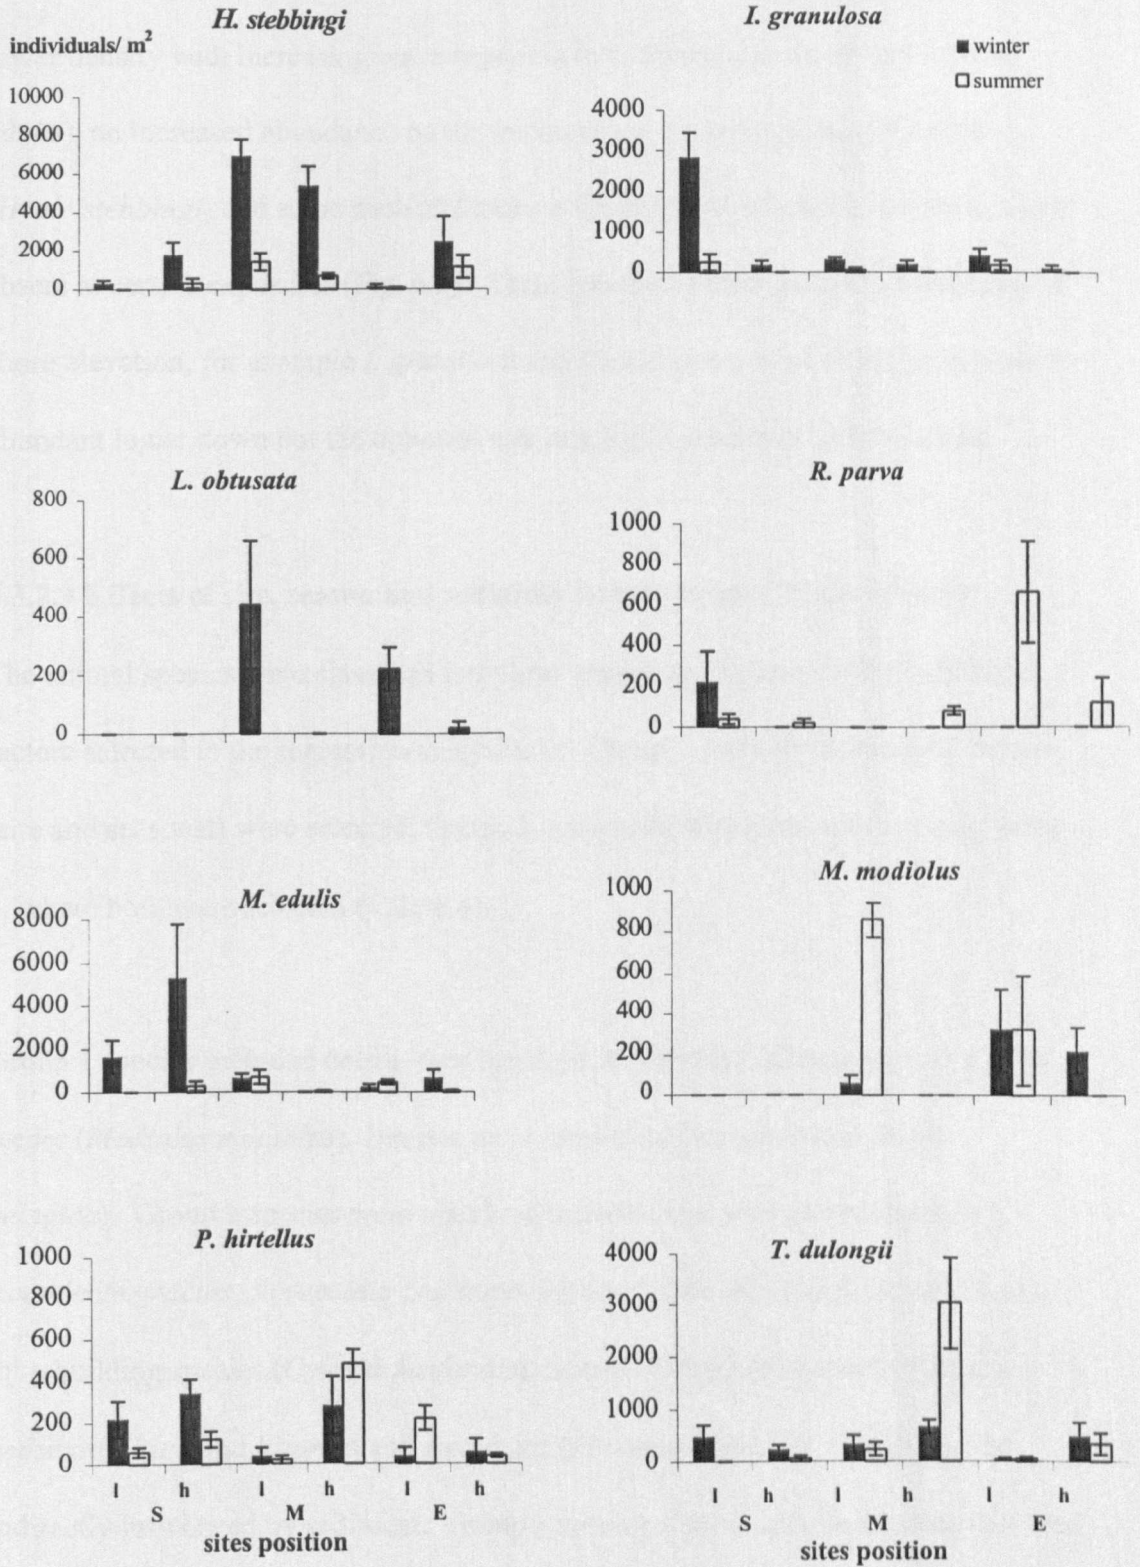 H. stebbingi
individuals/ m²
10000
8000
6000
4000
2000
0
I. granulosa
winter
summer
4000
3000
2000
1000
0
L. obtusata
800
600
400
200
0
R. parva
1000
800
600
400
200
0
M. edulis
8000
6000
4000
2000
0
M. modiolus
1000
800
600
400
200
0
P. hirtellus
1000
800
600
400
200
0
l h l h l h
S M E
sites position
T. dulongii
4000
3000
2000
1000
0
l h l h l h
S M E
sites position